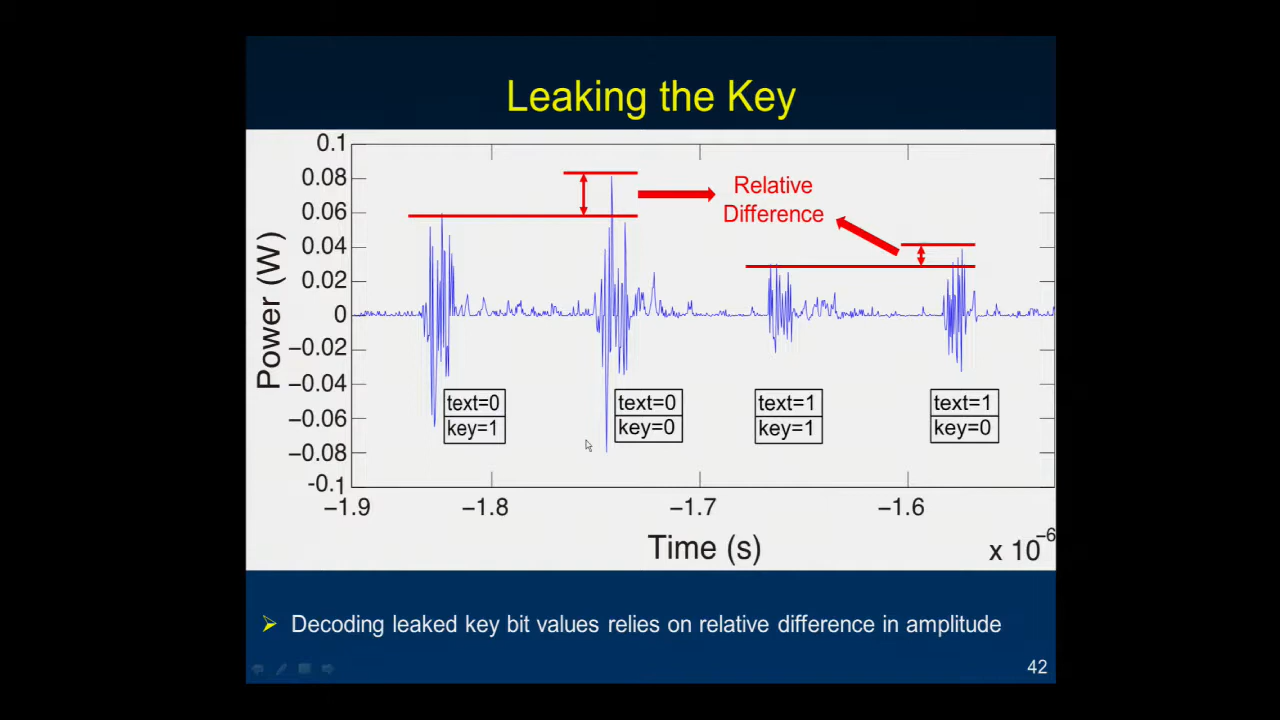 Leaking the Key
0.1
0.08
0.06
0.04
0.02
0
−0.02
−0.04
−0.06
−0.08
-0.1
Power (W)
Relative
Difference
text=0
key=1
text=0
key=0
text=1
key=1
text=1
key=0
−1.9
−1.8
−1.7
−1.6
Time (s)
x 10−6
Decoding leaked key bit values relies on relative difference in amplitude
42